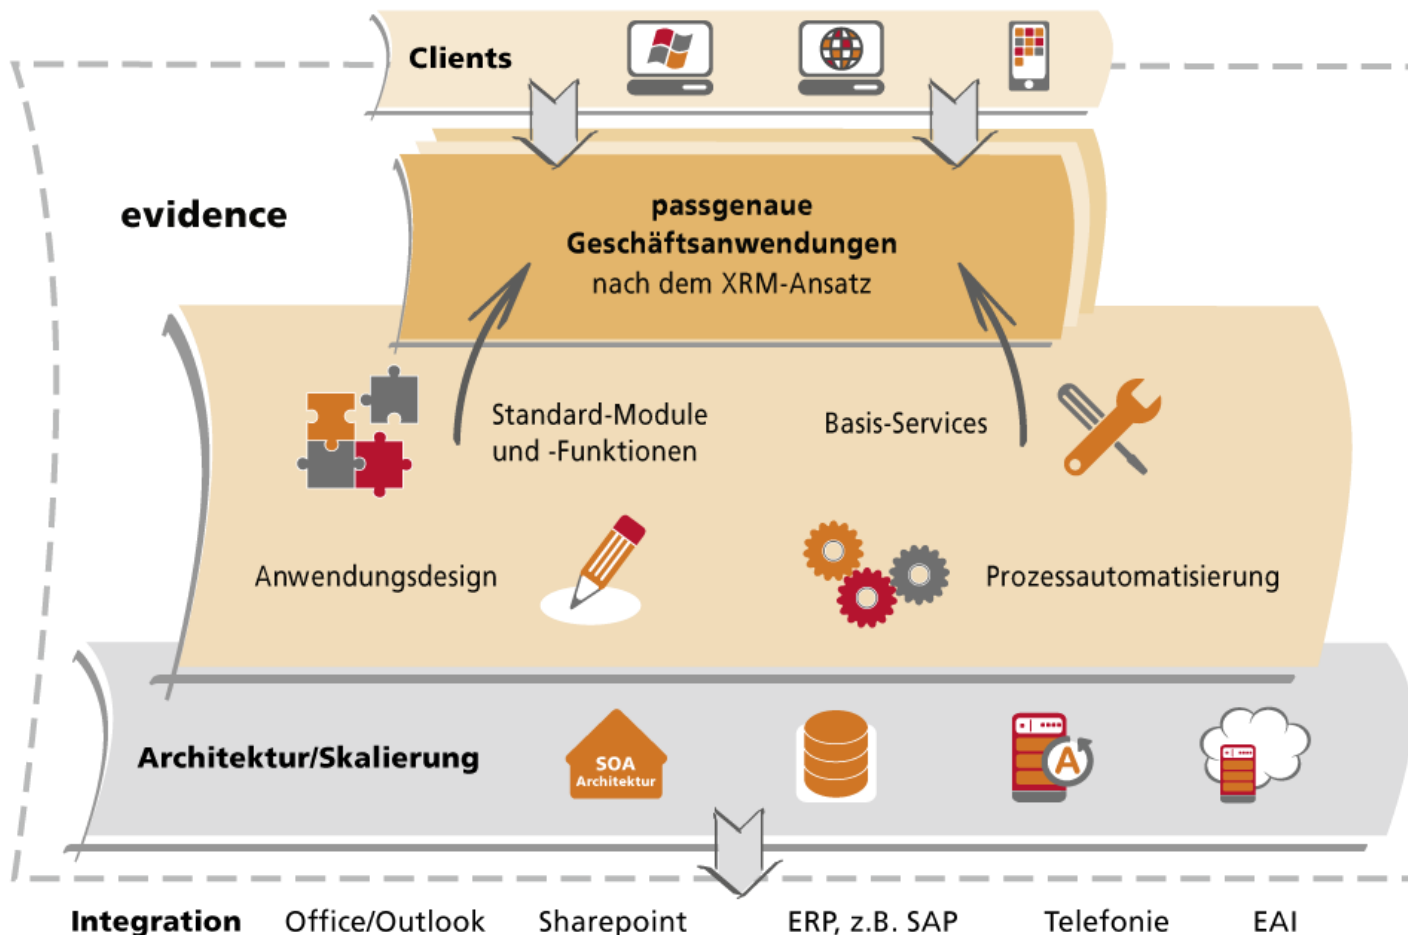 Clients
evidence
passgenaue
Geschäftsanwendungen
nach dem XRM-Ansatz
Standard-Module
und -Funktionen
Basis-Services
Anwendungsdesign
Prozessautomatisierung
Architektur/Skalierung
SOA
Architektur
A
Integration Office/Outlook Sharepoint ERP, z.B. SAP Telefonie EAI